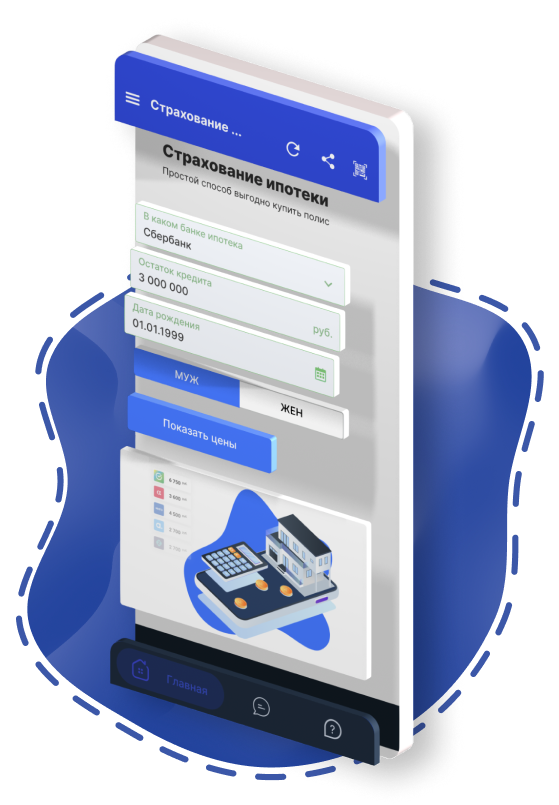 Страхование ...
Страхование ипотеки
Простой способ выгодно купить полис
В каком банке ипотека
Сбербанк
Остаток кредита
3 000 000
руб.
Дата рождения
01.01.1999
МУЖ
ЖЕН
Показать цены
Главная
?